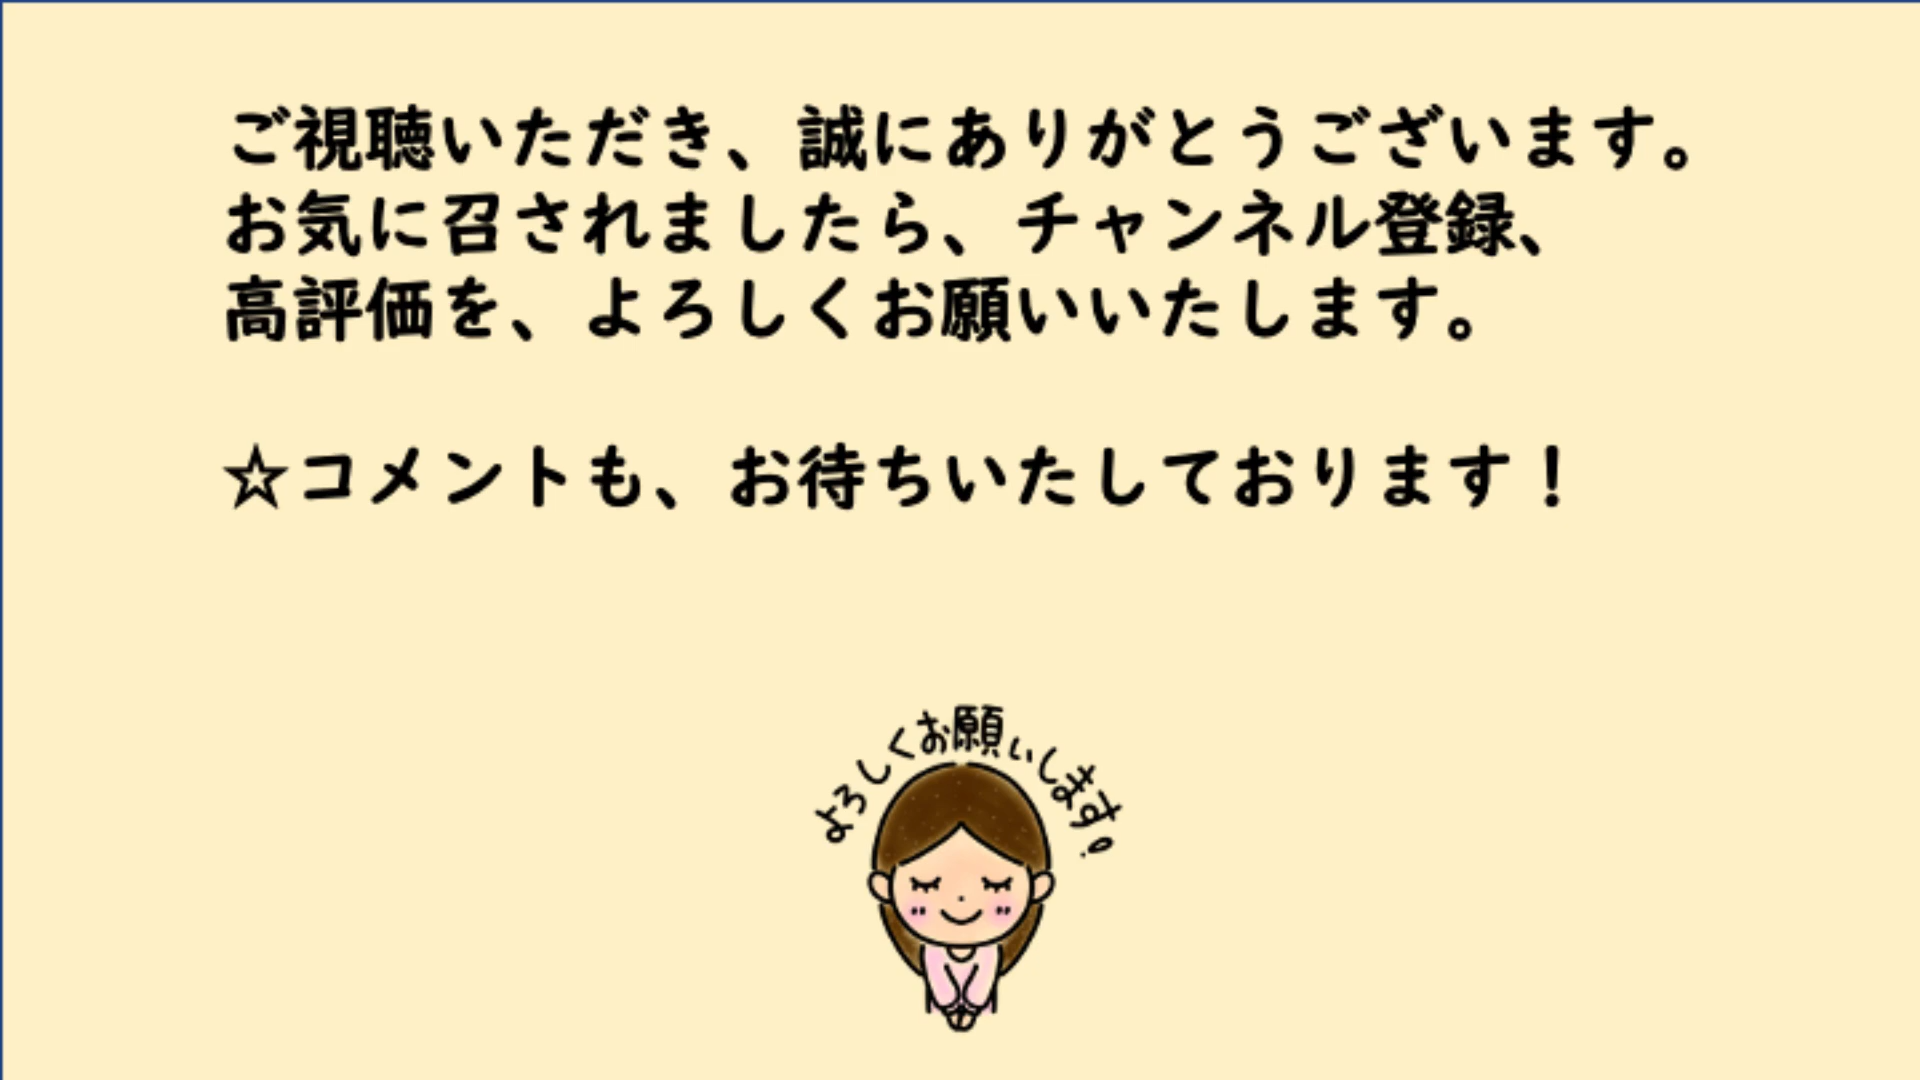 ご視聴いただき、誠にありがとうございます。
お気に召されましたら、チャンネル登録、
高評価を、よろしくお願いいたします。
☆コメントも、お待ちいたしております！
よろしくお願いします!